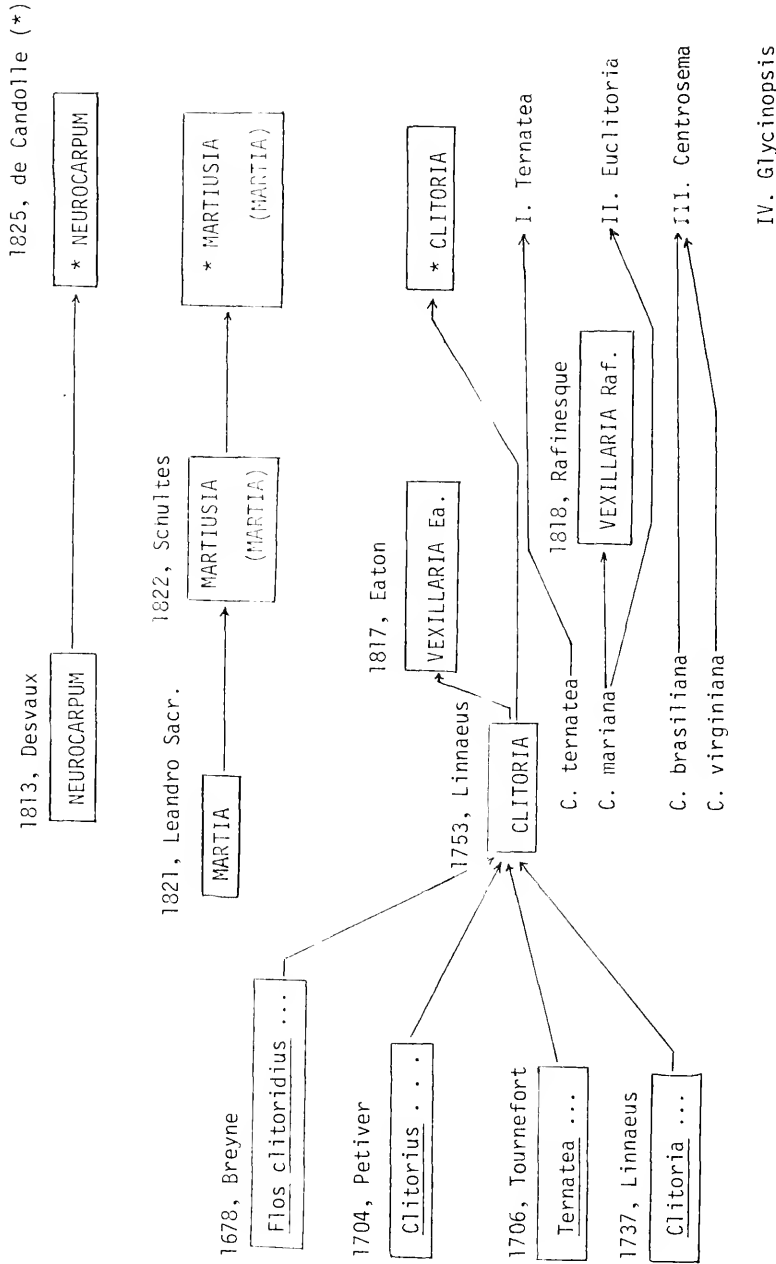 1825, de Candolle (*)
1813, Desvaux
NEUROCARPUM
* NEUROCARPUM
1821, Leandro Sacr.
MARTIA
1822, Schultes
MARTIUSIA
(MARTIA)
* MARTIUSIA
(MARTIA)
1678, Breyne
Flos clitoridius ...
1704, Petiver
Clitorius . . .
1706, Tournefort
Ternatea ...
1737, Linnaeus
Clitoria ...
1753, Linnaeus
CLITORIA
1817, Eaton
VEXILLARIA Ea.
* CLITORIA
C. ternatea
I. Ternatea
C. mariana
1818, Rafinesque
VEXILLARIA Raf.
II. Euclitoria
C. brasiliana
III. Centrosema
C. virginiana
IV. Glycinopsis